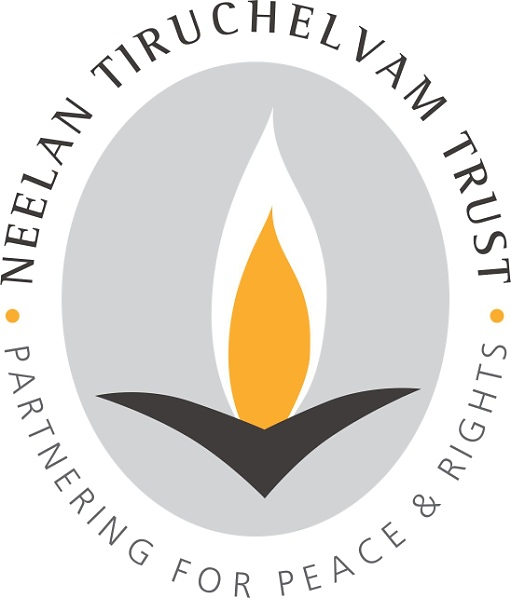 NEELAN TIRUCHELVAM TRUST
PARTNERING FOR PEACE & RIGHTS